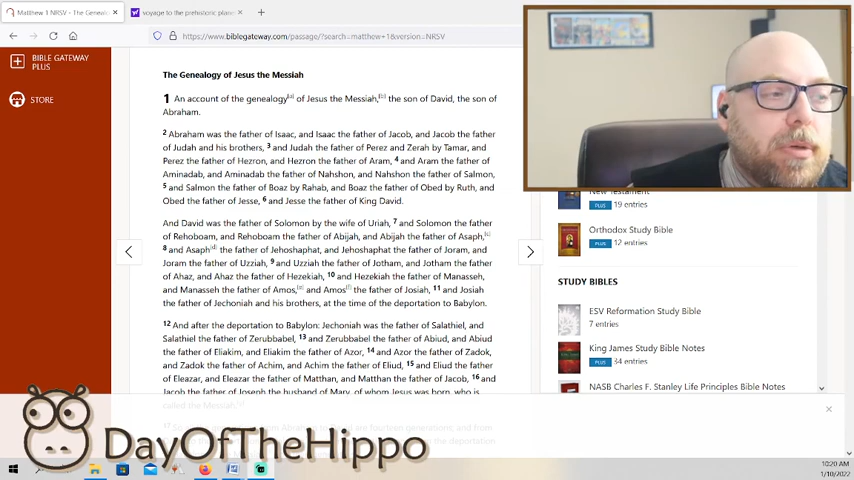 Matthew 1 NRSV - The Geneal
voyage to the prehistoric plane
https://www.biblegateway.com/passage/?search=matthew+1&version=NRSV
BIBLE GATEWAY
PLUS
STORE
The Genealogy of Jesus the Messiah
1 An account of the genealogy[a] of Jesus the Messiah,[b] the son of David, the son of
Abraham.
2 Abraham was the father of Isaac, and Isaac the father of Jacob, and Jacob the father
of Judah and his brothers, 3 and Judah the father of Perez and Zerah by Tamar, and
Perez the father of Hezron, and Hezron the father of Aram, 4 and Aram the father of
Aminadab, and Aminadab the father of Nahshon, and Nahshon the father of Salmon,
5 and Salmon the father of Boaz by Rahab, and Boaz the father of Obed by Ruth, and
Obed the father of Jesse, 6 and Jesse the father of King David.
And David was the father of Solomon by the wife of Uriah, 7 and Solomon the father
of Rehoboam, and Rehoboam the father of Abijah, and Abijah the father of Asaph,[c]
8 and Asaph[d] the father of Jehoshaphat, and Jehoshaphat the father of Joram, and
Joram the father of Uzziah, 9 and Uzziah the father of Jotham, and Jotham the father
of Ahaz, and Ahaz the father of Hezekiah, 10 and Hezekiah the father of Manasseh,
and Manasseh the father of Amos,[e] and Amos[f] the father of Josiah, 11 and Josiah
the father of Jechoniah and his brothers, at the time of the deportation to Babylon.
12 And after the deportation to Babylon: Jechoniah was the father of Salathiel, and
Salathiel the father of Zerubbabel, 13 and Zerubbabel the father of Abiud, and Abiud
the father of Eliakim, and Eliakim the father of Azor, 14 and Azor the father of Zadok,
and Zadok the father of Achim, and Achim the father of Eliud, 15 and Eliud the father
of Eleazar, and Eleazar the father of Matthan, and Matthan the father of Jacob, 16 and
Jacob the father of Joseph the husband of Mary, of whom Jesus was born, who is
called the Messiah.
New Testament
PLUS 19 entries
Orthodox Study Bible
PLUS 12 entries
STUDY BIBLES
ESV Reformation Study Bible
7 entries
King James Study Bible Notes
PLUS 34 entries
NASB Charles F. Stanley Life Principles Bible Notes
DayOfTheHippo
10:20 AM
1/10/2022